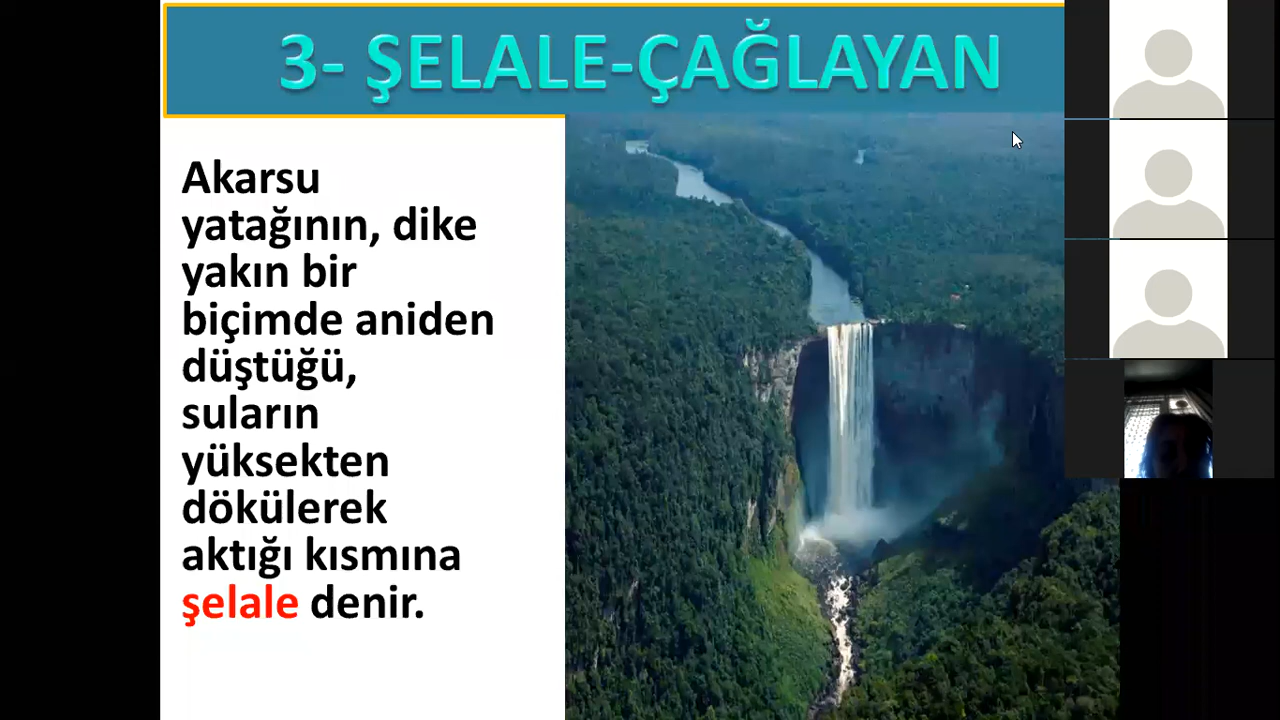 3- ŞELALE-ÇAĞLAYAN
Akarsu
yatağının, dike
yakın bir
biçimde aniden
düştüğü,
suların
yüksekten
dökülerek
aktığı kısmına
şelale denir.